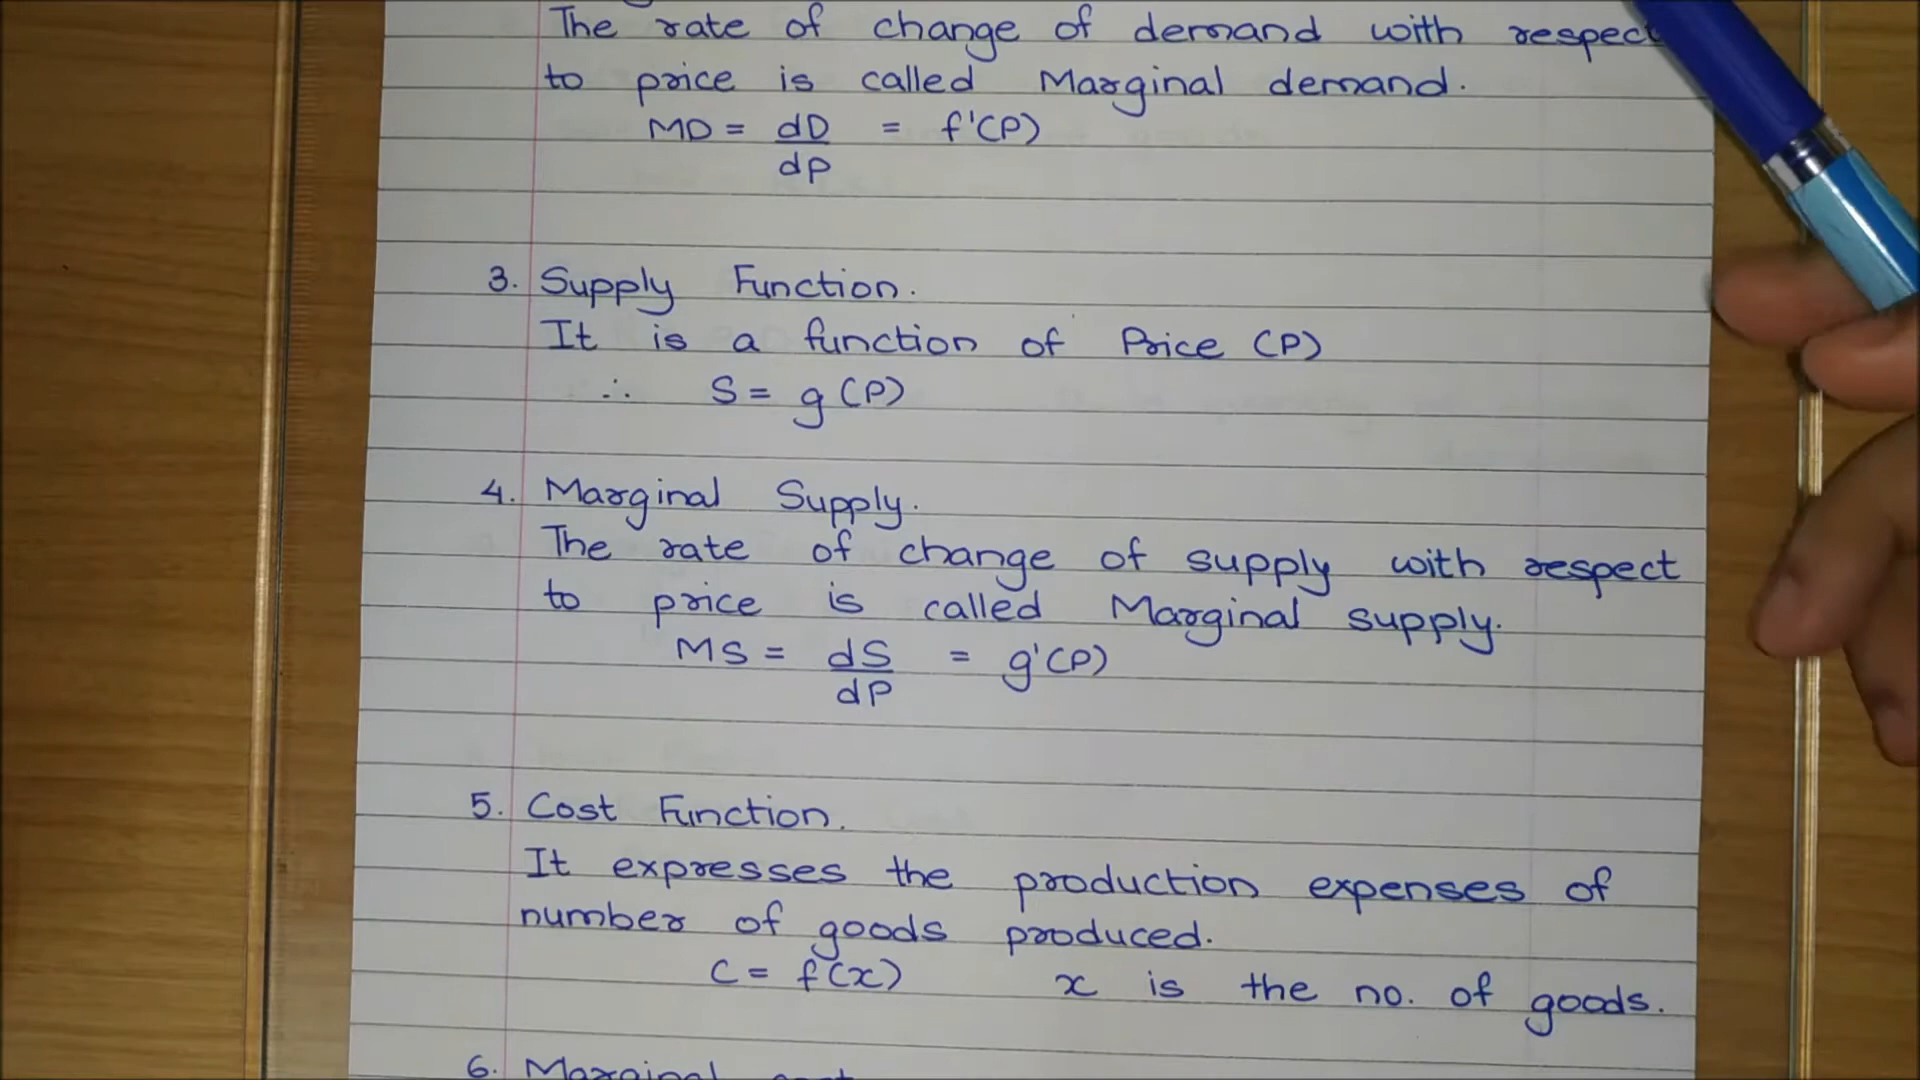 The rate of change of demand with respect
to price is called Marginal demand.
MD = dD/dP = f'(P)
3. Supply Function.
It is a function of Price (P)
∴ S = g(P)
4. Marginal Supply.
The rate of change of supply with respect
to price is called Marginal supply.
MS = dS/dP = g'(P)
5. Cost Function.
It expresses the production expenses of
number of goods produced.
C = f(x) x is the no. of goods.
6. Marginal cost